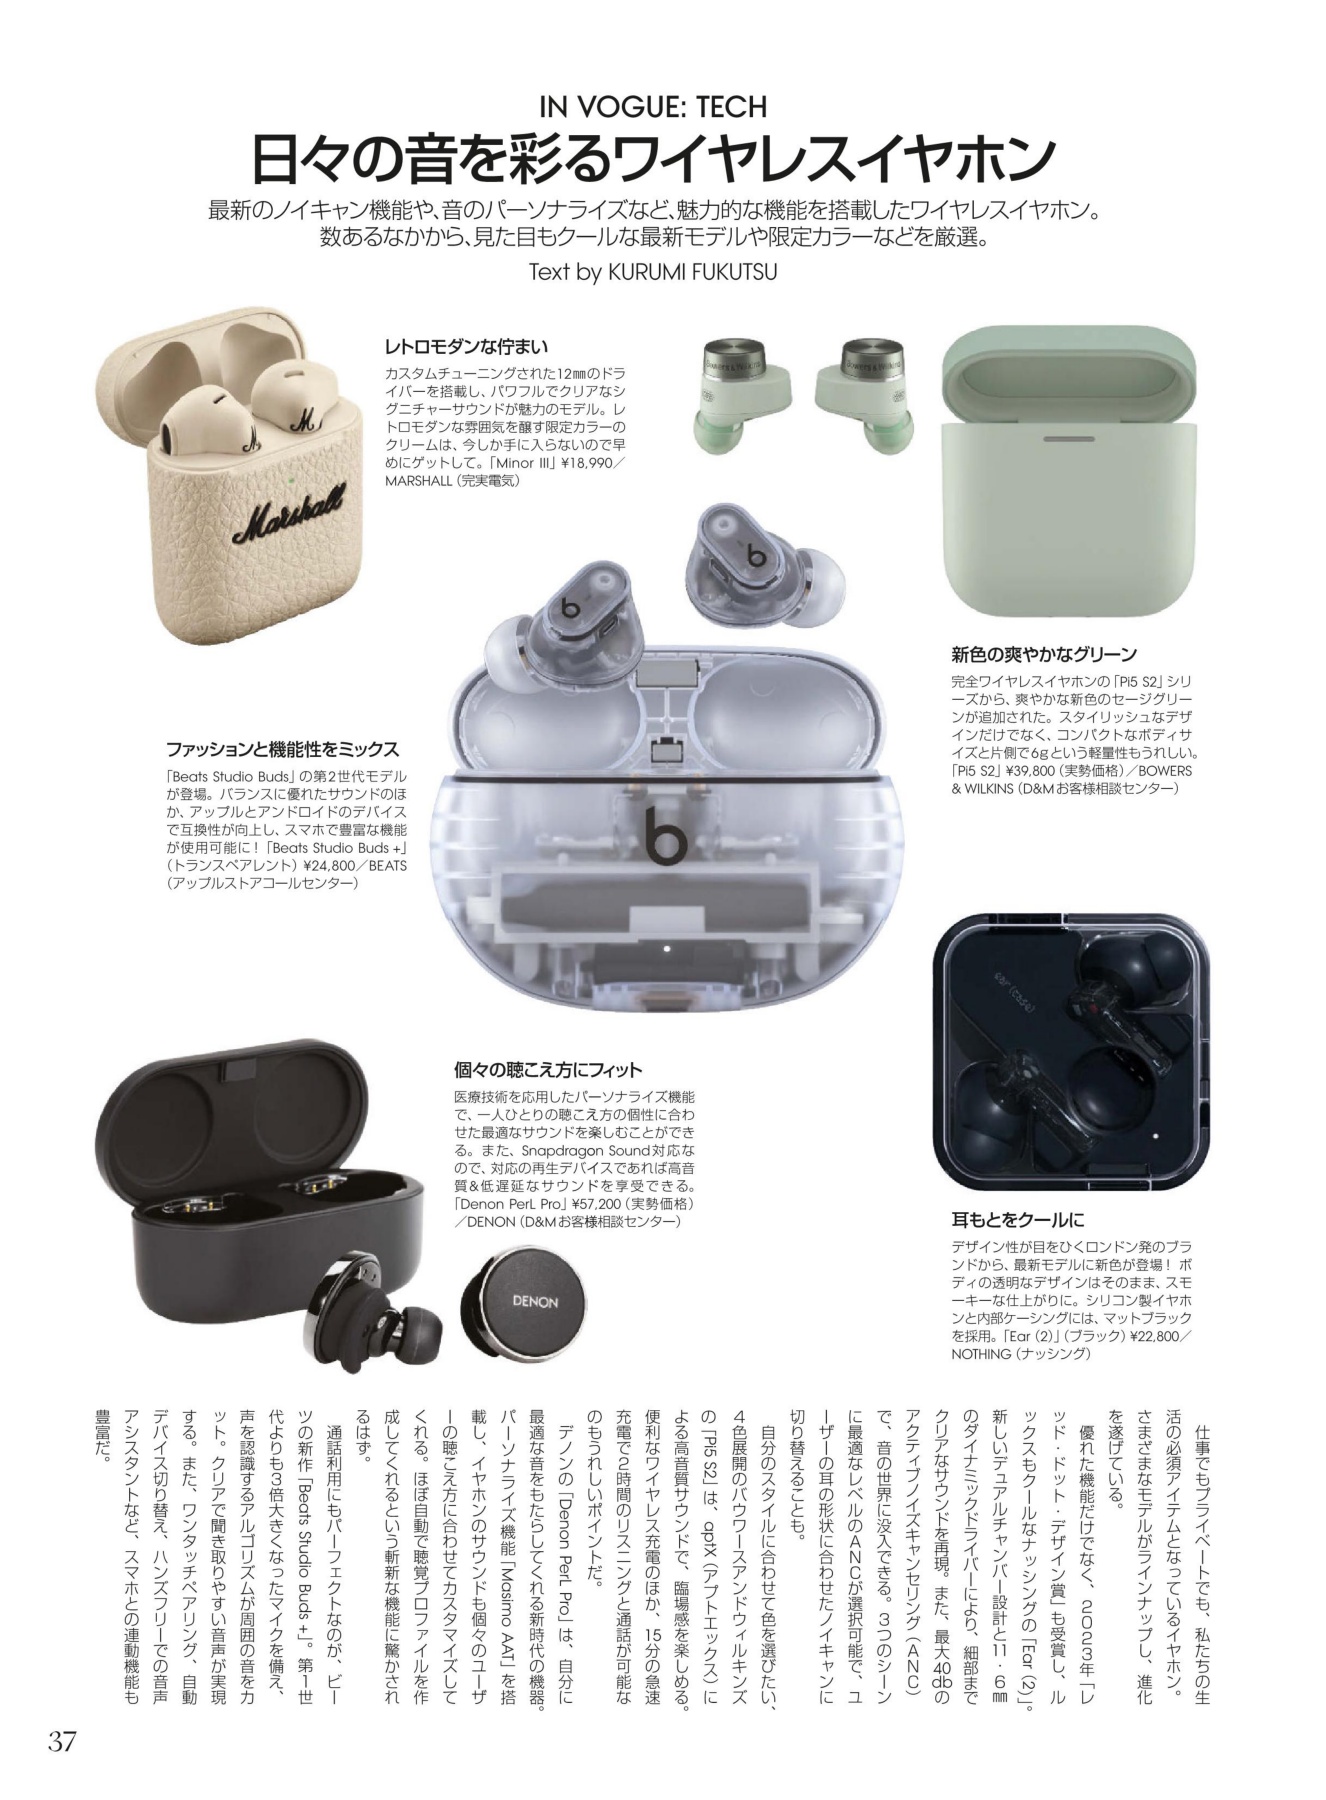 IN VOGUE: TECH
日々の音を彩るワイヤレスイヤホン
最新のノイキャン機能や、音のパーソナライズなど、魅力的な機能を搭載したワイヤレスイヤホン。
数あるなかから、見た目もクールな最新モデルや限定カラーなどを厳選。
Text by KURUMI FUKUTSU
レトロモダンな佇まい
カスタムチューニングされた12㎜のドラ
イバーを搭載し、パワフルでクリアなシ
グニチャーサウンドが魅力のモデル。レ
トロモダンな雰囲気を醸す限定カラーの
クリームは、今しか手に入らないので早
めにゲットして。「Minor III」¥18,990／
MARSHALL（完実電気）
M
M
Marshall
Bowers & Wilkins
Bowers & Wilkins
新色の爽やかなグリーン
完全ワイヤレスイヤホンの「Pi5 S2」シリ
ーズから、爽やかな新色のセージグリー
ンが追加された。スタイリッシュなデザ
インだけでなく、コンパクトなボディサ
イズと片側で6gという軽量性もうれしい。
「Pi5 S2」¥39,800（実勢価格）／BOWERS
& WILKINS（D&Mお客様相談センター）
b
b
b
ファッションと機能性をミックス
「Beats Studio Buds」の第2世代モデル
が登場。バランスに優れたサウンドのほ
か、アップルとアンドロイドのデバイス
で互換性が向上し、スマホで豊富な機能
が使用可能に！「Beats Studio Buds +」
（トランスペアレント）¥24,800／BEATS
（アップルストアコールセンター）
ear (case)
個々の聴こえ方にフィット
医療技術を応用したパーソナライズ機能
で、一人ひとりの聴こえ方の個性に合わ
せた最適なサウンドを楽しむことができ
る。また、Snapdragon Sound対応な
ので、対応の再生デバイスであれば高音
質&低遅延なサウンドを享受できる。
「Denon PerL Pro」¥57,200（実勢価格）
／DENON（D&Mお客様相談センター）
DENON
耳もとをクールに
デザイン性が目をひくロンドン発のブラ
ンドから、最新モデルに新色が登場！ ボ
ディの透明なデザインはそのまま、スモ
ーキーな仕上がりに。シリコン製イヤホ
ンと内部ケーシングには、マットブラック
を採用。「Ear（2）」（ブラック）¥22,800／
NOTHING（ナッシング）
仕事でもプライベートでも、私たちの生
活の必須アイテムとなっているイヤホン。
さまざまなモデルがラインナップし、進化
を遂げている。
優れた機能だけでなく、2023年「レ
ッド・ドット・デザイン賞」も受賞し、ル
ックスもクールなナッシングの「Ear（2）」。
新しいデュアルチャンバー設計と11・6㎜
のダイナミックドライバーにより、細部まで
クリアなサウンドを再現。また、最大40dbの
アクティブノイズキャンセリング（ANC）
で、音の世界に没入できる。3つのシーン
に最適なレベルのANCが選択可能で、ユ
ーザーの耳の形状に合わせたノイキャンに
切り替えることも。
自分のスタイルに合わせて色を選びたい、
4色展開のバウワースアンドウィルキンズ
の「Pi5 S2」は、aptX（アプトエックス）に
よる高音質サウンドで、臨場感を楽しめる。
便利なワイヤレス充電のほか、15分の急速
充電で2時間のリスニングと通話が可能な
のもうれしいポイントだ。
デノンの「Denon PerL Pro」は、自分に
最適な音をもたらしてくれる新時代の機器。
パーソナライズ機能「Masimo AAT」を搭
載し、イヤホンのサウンドも個々のユーザ
ーの聴こえ方に合わせてカスタマイズして
くれる。ほぼ自動で聴覚プロファイルを作
成してくれるという斬新な機能に驚かされ
るはず。
通話利用にもパーフェクトなのが、ビー
ツの新作「Beats Studio Buds +」。第1世
代よりも3倍大きくなったマイクを備え、
声を認識するアルゴリズムが周囲の音をカ
ット。クリアで聞き取りやすい音声が実現
する。また、ワンタッチペアリング、自動
デバイス切り替え、ハンズフリーでの音声
アシスタントなど、スマホとの連動機能も
豊富だ。
37